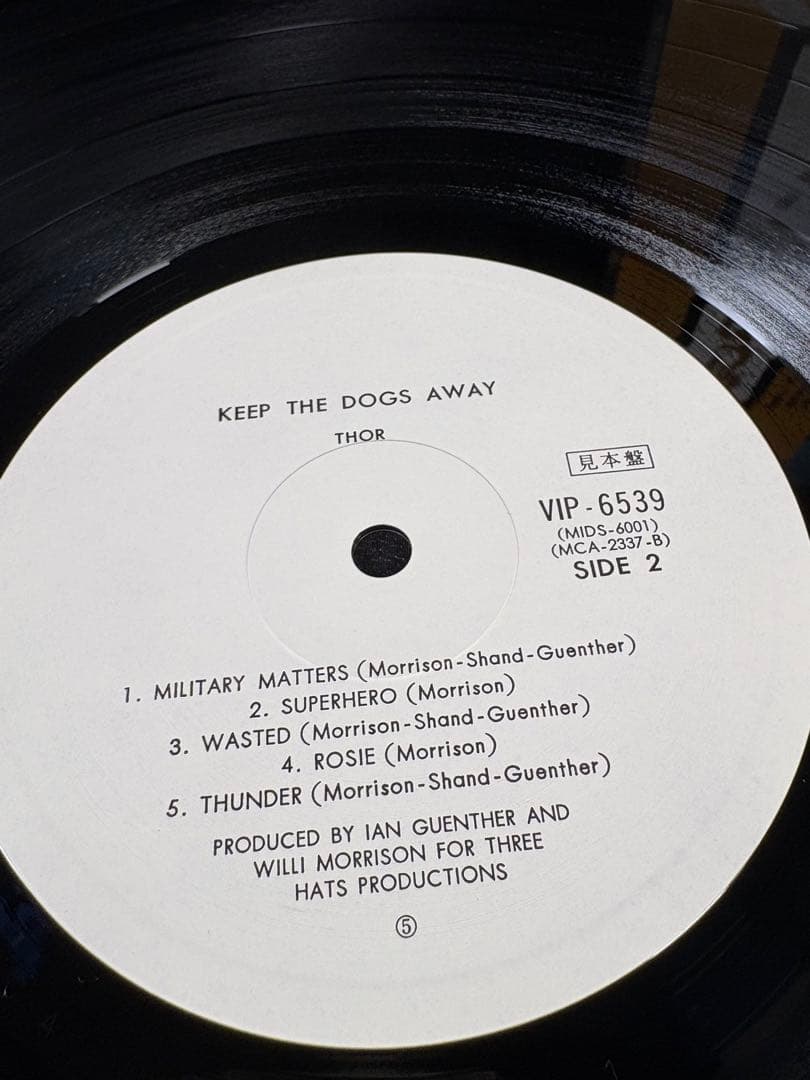 KEEP THE DOGS AWAY
THOR
見本盤
VIP-6539
(MIDS-6001)
(MCA-2337-B)
SIDE 2
1. MILITARY MATTERS (Morrison-Shand-Guenther)
2. SUPERHERO (Morrison)
3. WASTED (Morrison-Shand-Guenther)
4. ROSIE (Morrison)
5. THUNDER (Morrison-Shand-Guenther)
PRODUCED BY IAN GUENTHER AND
WILLI MORRISON FOR THREE
HATS PRODUCTIONS
⑤